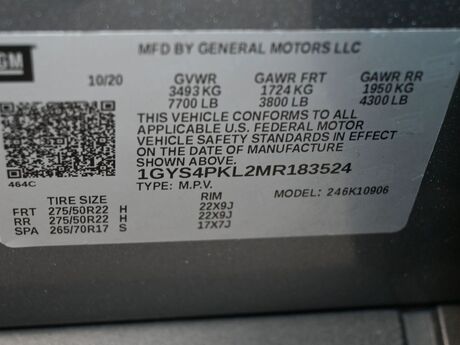 GM
MFD BY GENERAL MOTORS LLC
10/20 GVWR GAWR FRT GAWR RR
3493 KG 1724 KG 1950 KG
7700 LB 3800 LB 4300 LB
THIS VEHICLE CONFORMS TO ALL
APPLICABLE U.S. FEDERAL MOTOR
VEHICLE SAFETY STANDARDS IN EFFECT
ON THE DATE OF MANUFACTURE
SHOWN ABOVE.
1GYS4PKL2MR183524
464C TYPE: M.P.V. MODEL: 246K10906
TIRE SIZE RIM
FRT 275/50R22 H 22X9J
RR 275/50R22 H 22X9J
SPA 265/70R17 S 17X7J